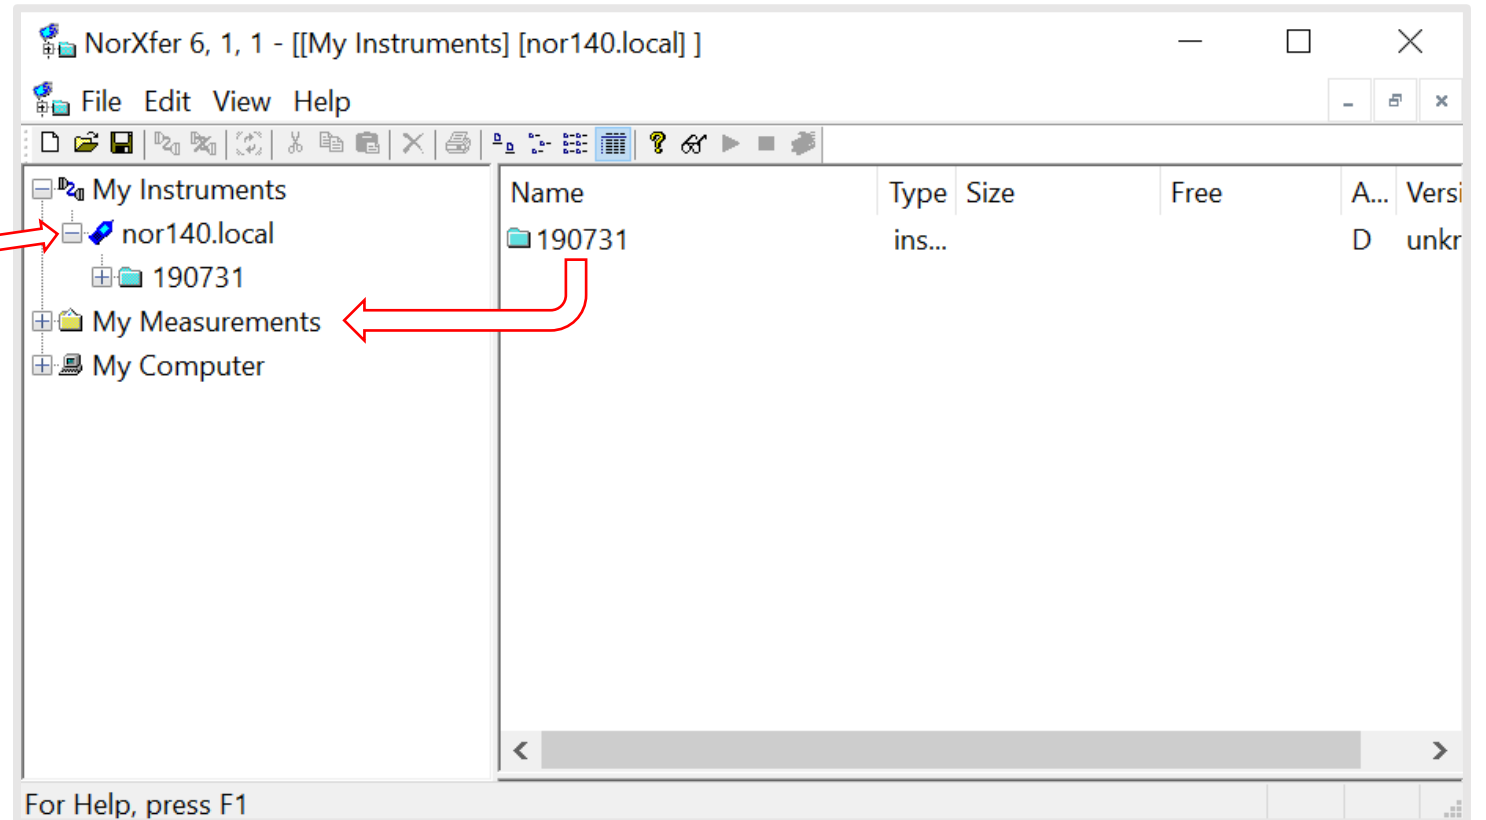 NorXfer 6, 1, 1 - [[My Instruments] [nor140.local] ]
File Edit View Help
My Instruments
nor140.local
190731
My Measurements
My Computer
Name Type Size Free A... Versi
190731 ins... D unkr
For Help, press F1